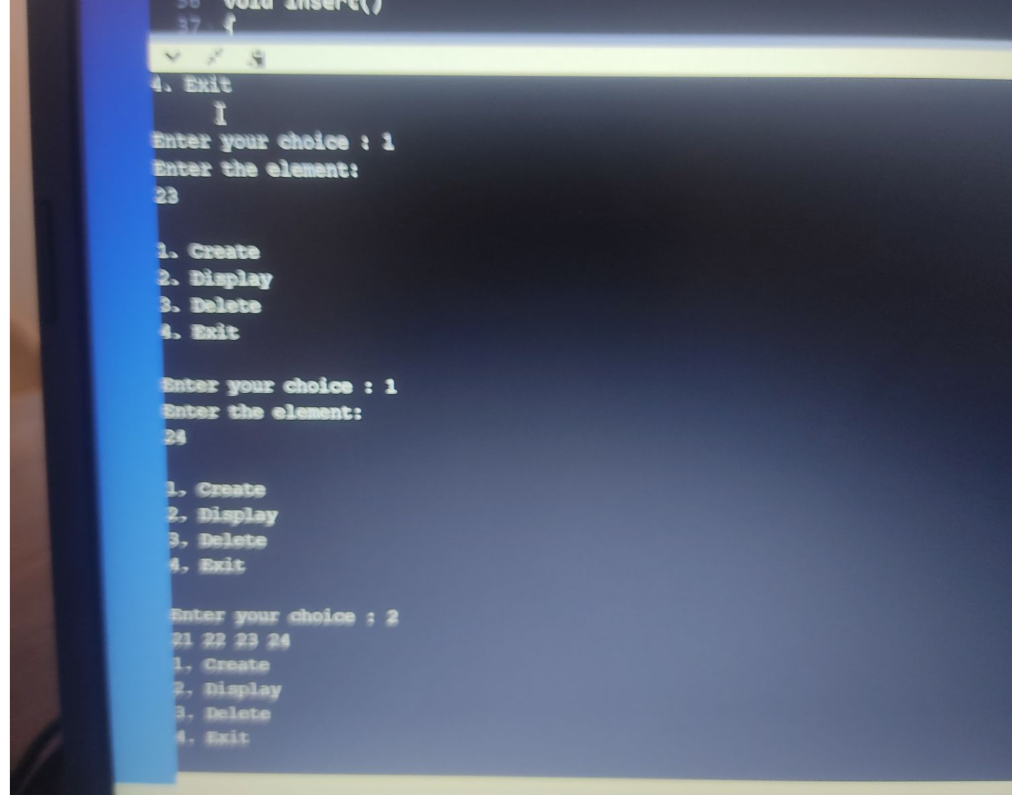 36 void insert()
37 {
4. Exit
Enter your choice : 1
Enter the element:
23
1. Create
2. Display
3. Delete
4. Exit
Enter your choice : 1
Enter the element:
24
1. Create
2. Display
3. Delete
4. Exit
Enter your choice : 2
21 22 23 24
1. Create
2. Display
3. Delete
4. Exit